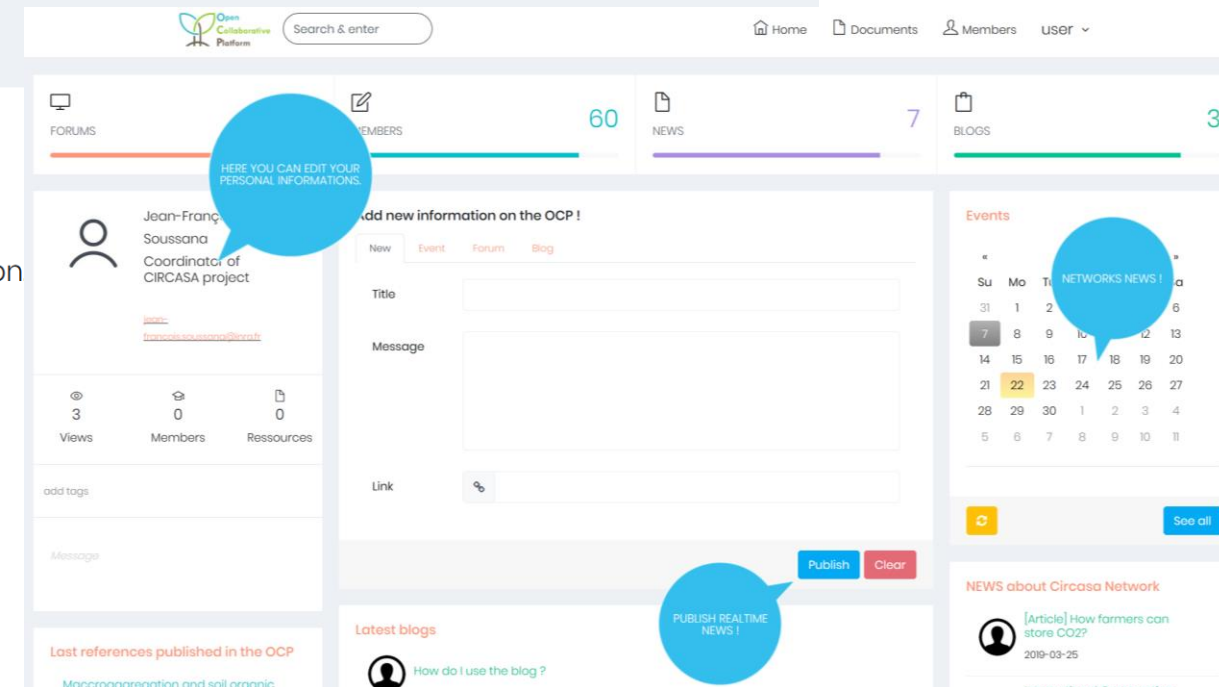 Open
Collaborative
Platform
Search & enter
Home
Documents
Members
user
FORUMS
60
NEWS
7
BLOGS
3
HERE YOU CAN EDIT YOUR
PERSONAL INFORMATIONS.
Soussana
Coordinator of
CIRCASA project
jean-
francois.soussana@inra.fr
3
0
0
Views
Members
Ressources
add tags
Message
Last references published in the OCP
new information on the OCP !
New
Event
Forum
Blog
Title
Message
Link
Publish
Clear
PUBLISH REALTIME
NEWS !
Latest blogs
How do I use the blog ?
Events
«
»
NETWORKS NEWS !
Su Mo
31 1 2 6
7 8 9 12 13
14 15 16 17 18 19 20
21 22 23 24 25 26 27
28 29 30 1 2 3 4
5 6 7 8 9 10 11
See all
NEWS about Circasa Network
[Article] How farmers can
store CO2?
2019-03-25